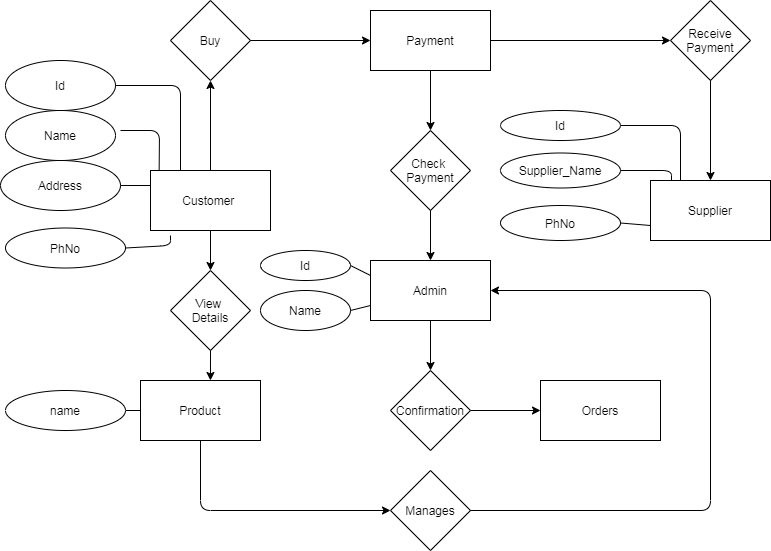 Buy
Payment
Receive
Payment
Id
Name
Address
PhNo
Customer
Check
Payment
Id
Supplier_Name
PhNo
Supplier
View
Details
Id
Name
Admin
name
Product
Confirmation
Orders
Manages